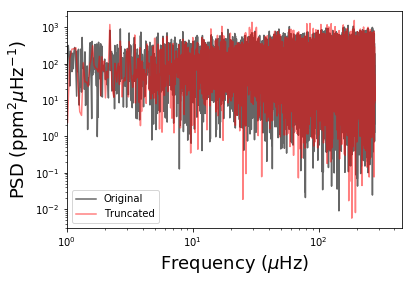 PSD (ppm²μHz⁻¹)
10³
10²
10¹
10⁰
10⁻¹
10⁻²
Original
Truncated
10⁰ 10¹ 10²
Frequency (μHz)